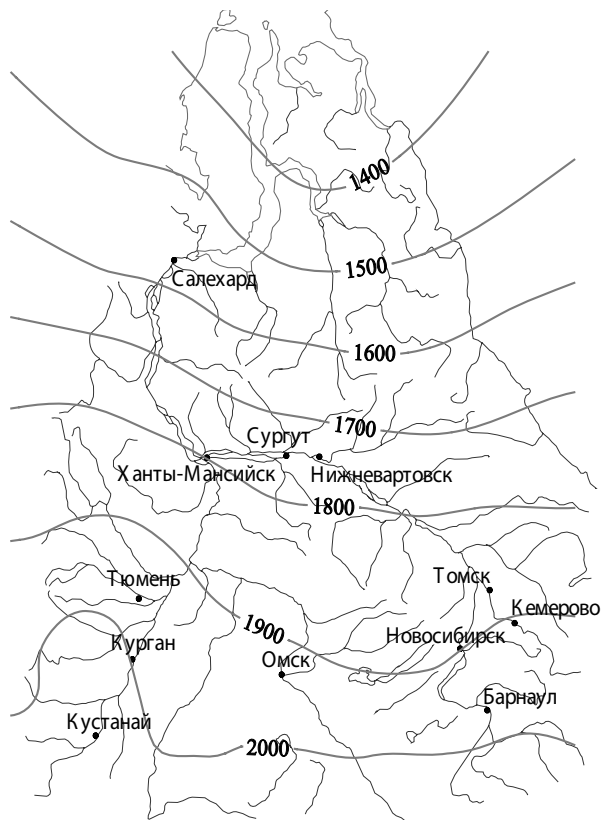 1400
1500
Салехард
1600
1700
Сургут
Ханты-Мансийск
Нижневартовск
1800
Томск
Тюмень
Кемерово
1900
Новосибирск
Курган
Омск
Барнаул
Кустанай
2000